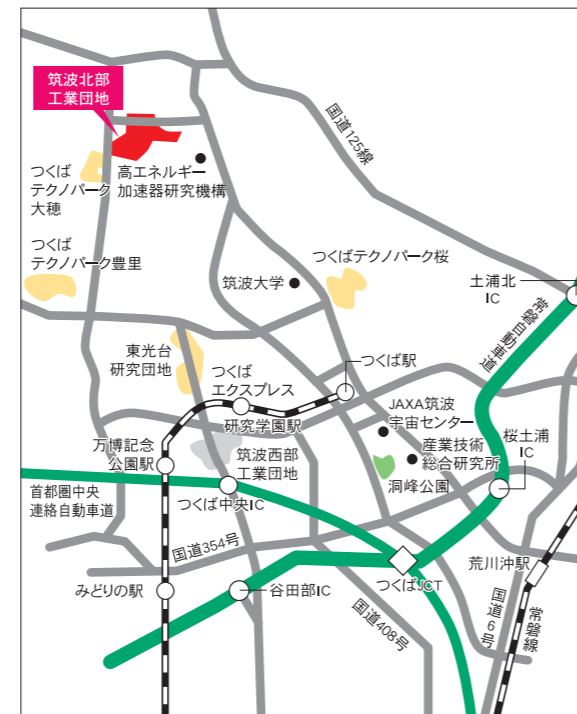 筑波北部
工業団地
国道125線
つくば
テクノパーク
大穂
高エネルギー
加速器研究機構
つくば
テクノパーク豊里
つくばテクノパーク桜
筑波大学
土浦北
IC
常磐自動車道
東光台
研究団地
つくば駅
つくば
エクスプレス
研究学園駅
JAXA筑波
宇宙センター
万博記念
公園駅
筑波西部
工業団地
産業技術
総合研究所
桜土浦
IC
洞峰公園
首都圏中央
連絡自動車道
つくば中央IC
国道354号
荒川沖駅
つくばJCT
みどりの駅
谷田部IC
国道408号
国道6号
常磐線